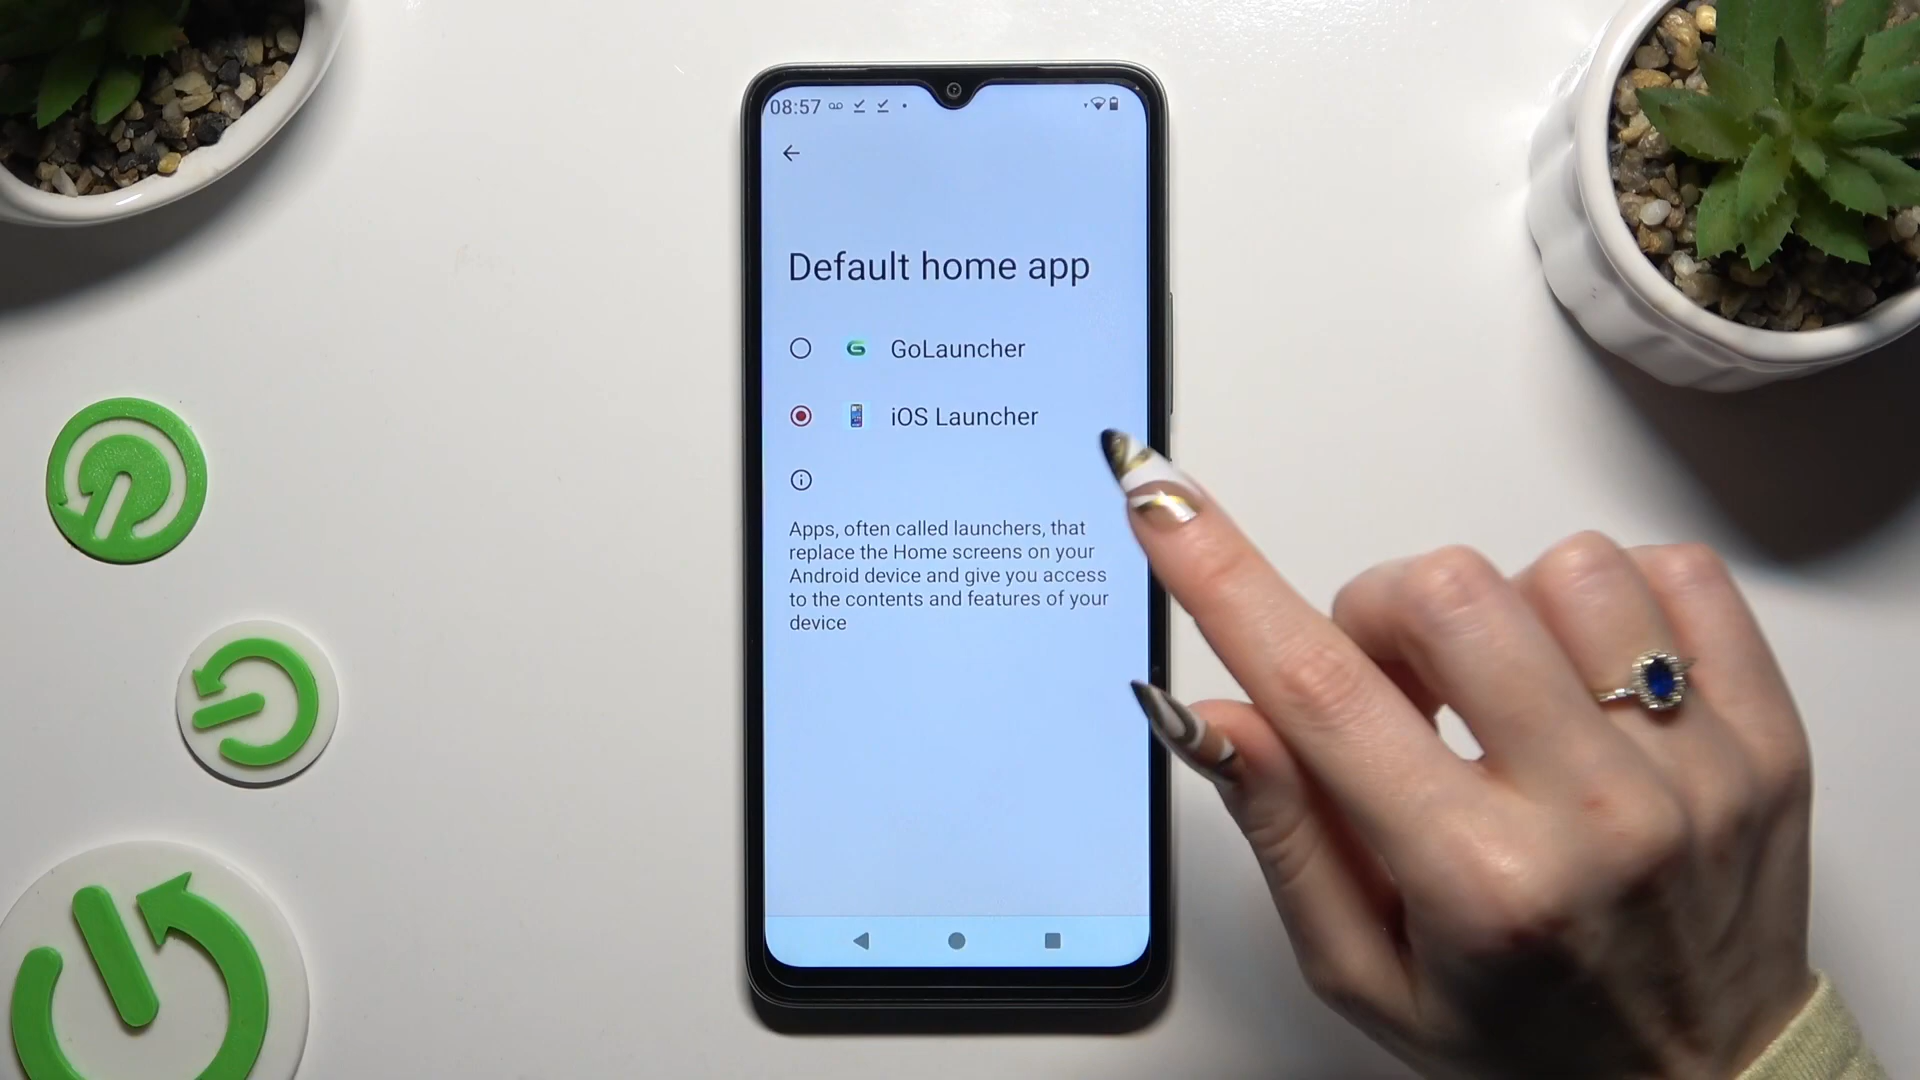 08:57
Default home app
GoLauncher
iOS Launcher
Apps, often called launchers, that
replace the Home screens on your
Android device and give you access
to the contents and features of your
device